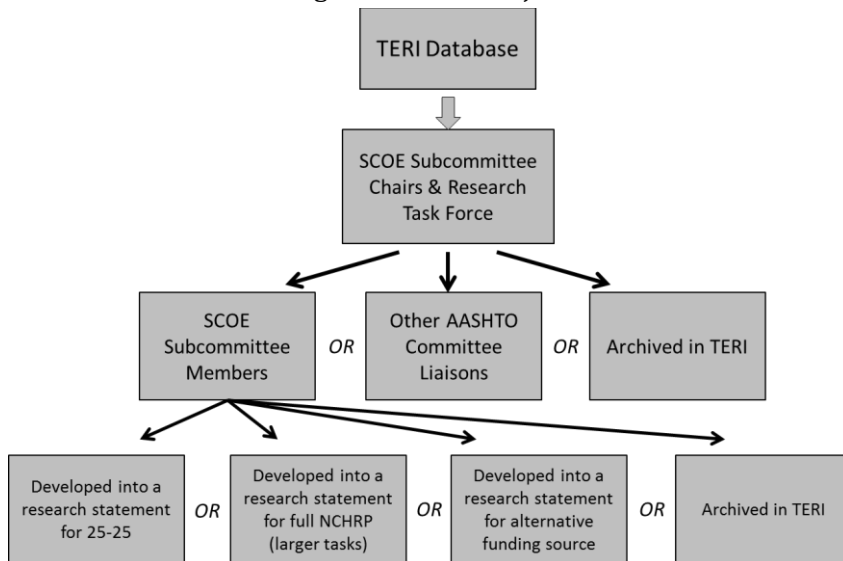 TERI Database
SCOE Subcommittee
Chairs & Research
Task Force
SCOE
Subcommittee
Members
OR
Other AASHTO
Committee
Liaisons
OR
Archived in TERI
Developed into a
research statement
for 25-25
OR
Developed into a
research statement
for full NCHRP
(larger tasks)
OR
Developed into a
research statement
for alternative
funding source
OR
Archived in TERI